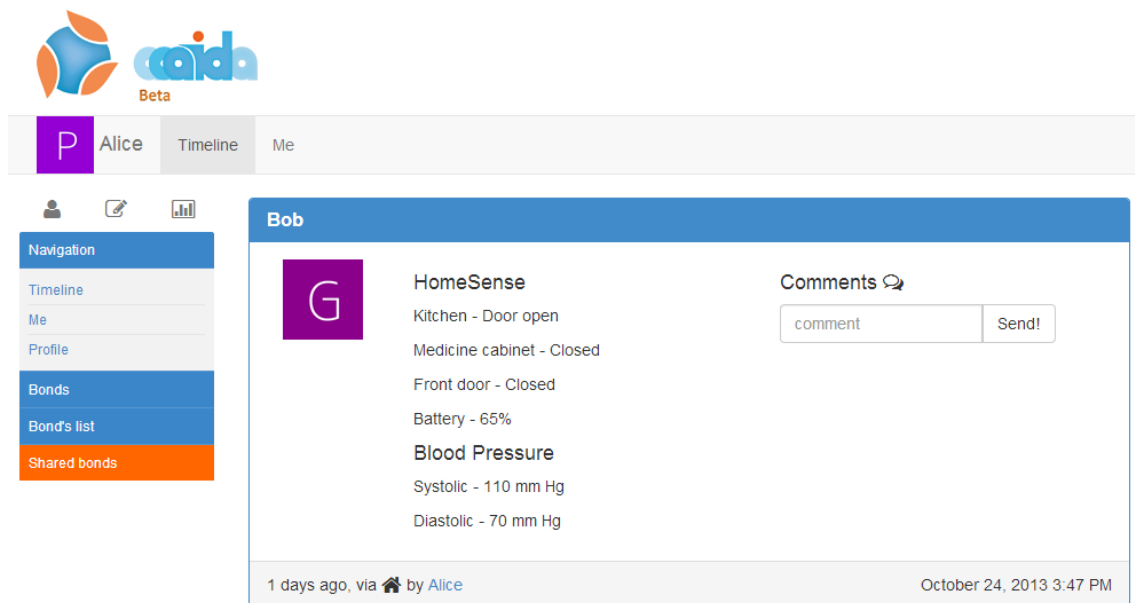 ccaida
Beta
P Alice Timeline Me
Navigation
Timeline
Me
Profile
Bonds
Bond's list
Shared bonds
Bob
G
HomeSense
Kitchen - Door open
Medicine cabinet - Closed
Front door - Closed
Battery - 65%
Blood Pressure
Systolic - 110 mm Hg
Diastolic - 70 mm Hg
Comments
comment Send!
1 days ago, via by Alice October 24, 2013 3:47 PM